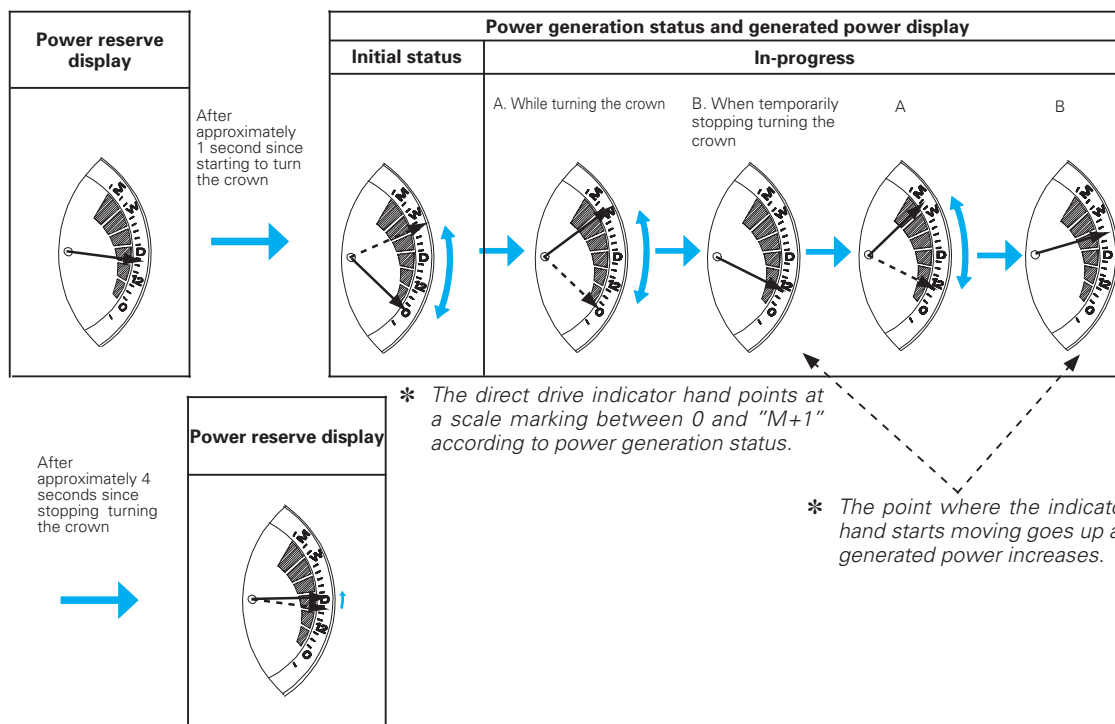 Power reserve
display
After
approximately
1 second since
starting to turn
the crown
Power generation status and generated power display
Initial status
In-progress
A. While turning the crown
B. When temporarily
stopping turning the
crown
A
B
✻ The direct drive indicator hand points at
a scale marking between 0 and “M+1”
according to power generation status.
✻ The point where the indicato
hand starts moving goes up a
generated power increases.
After
approximately 4
seconds since
stopping turning
the crown
Power reserve display